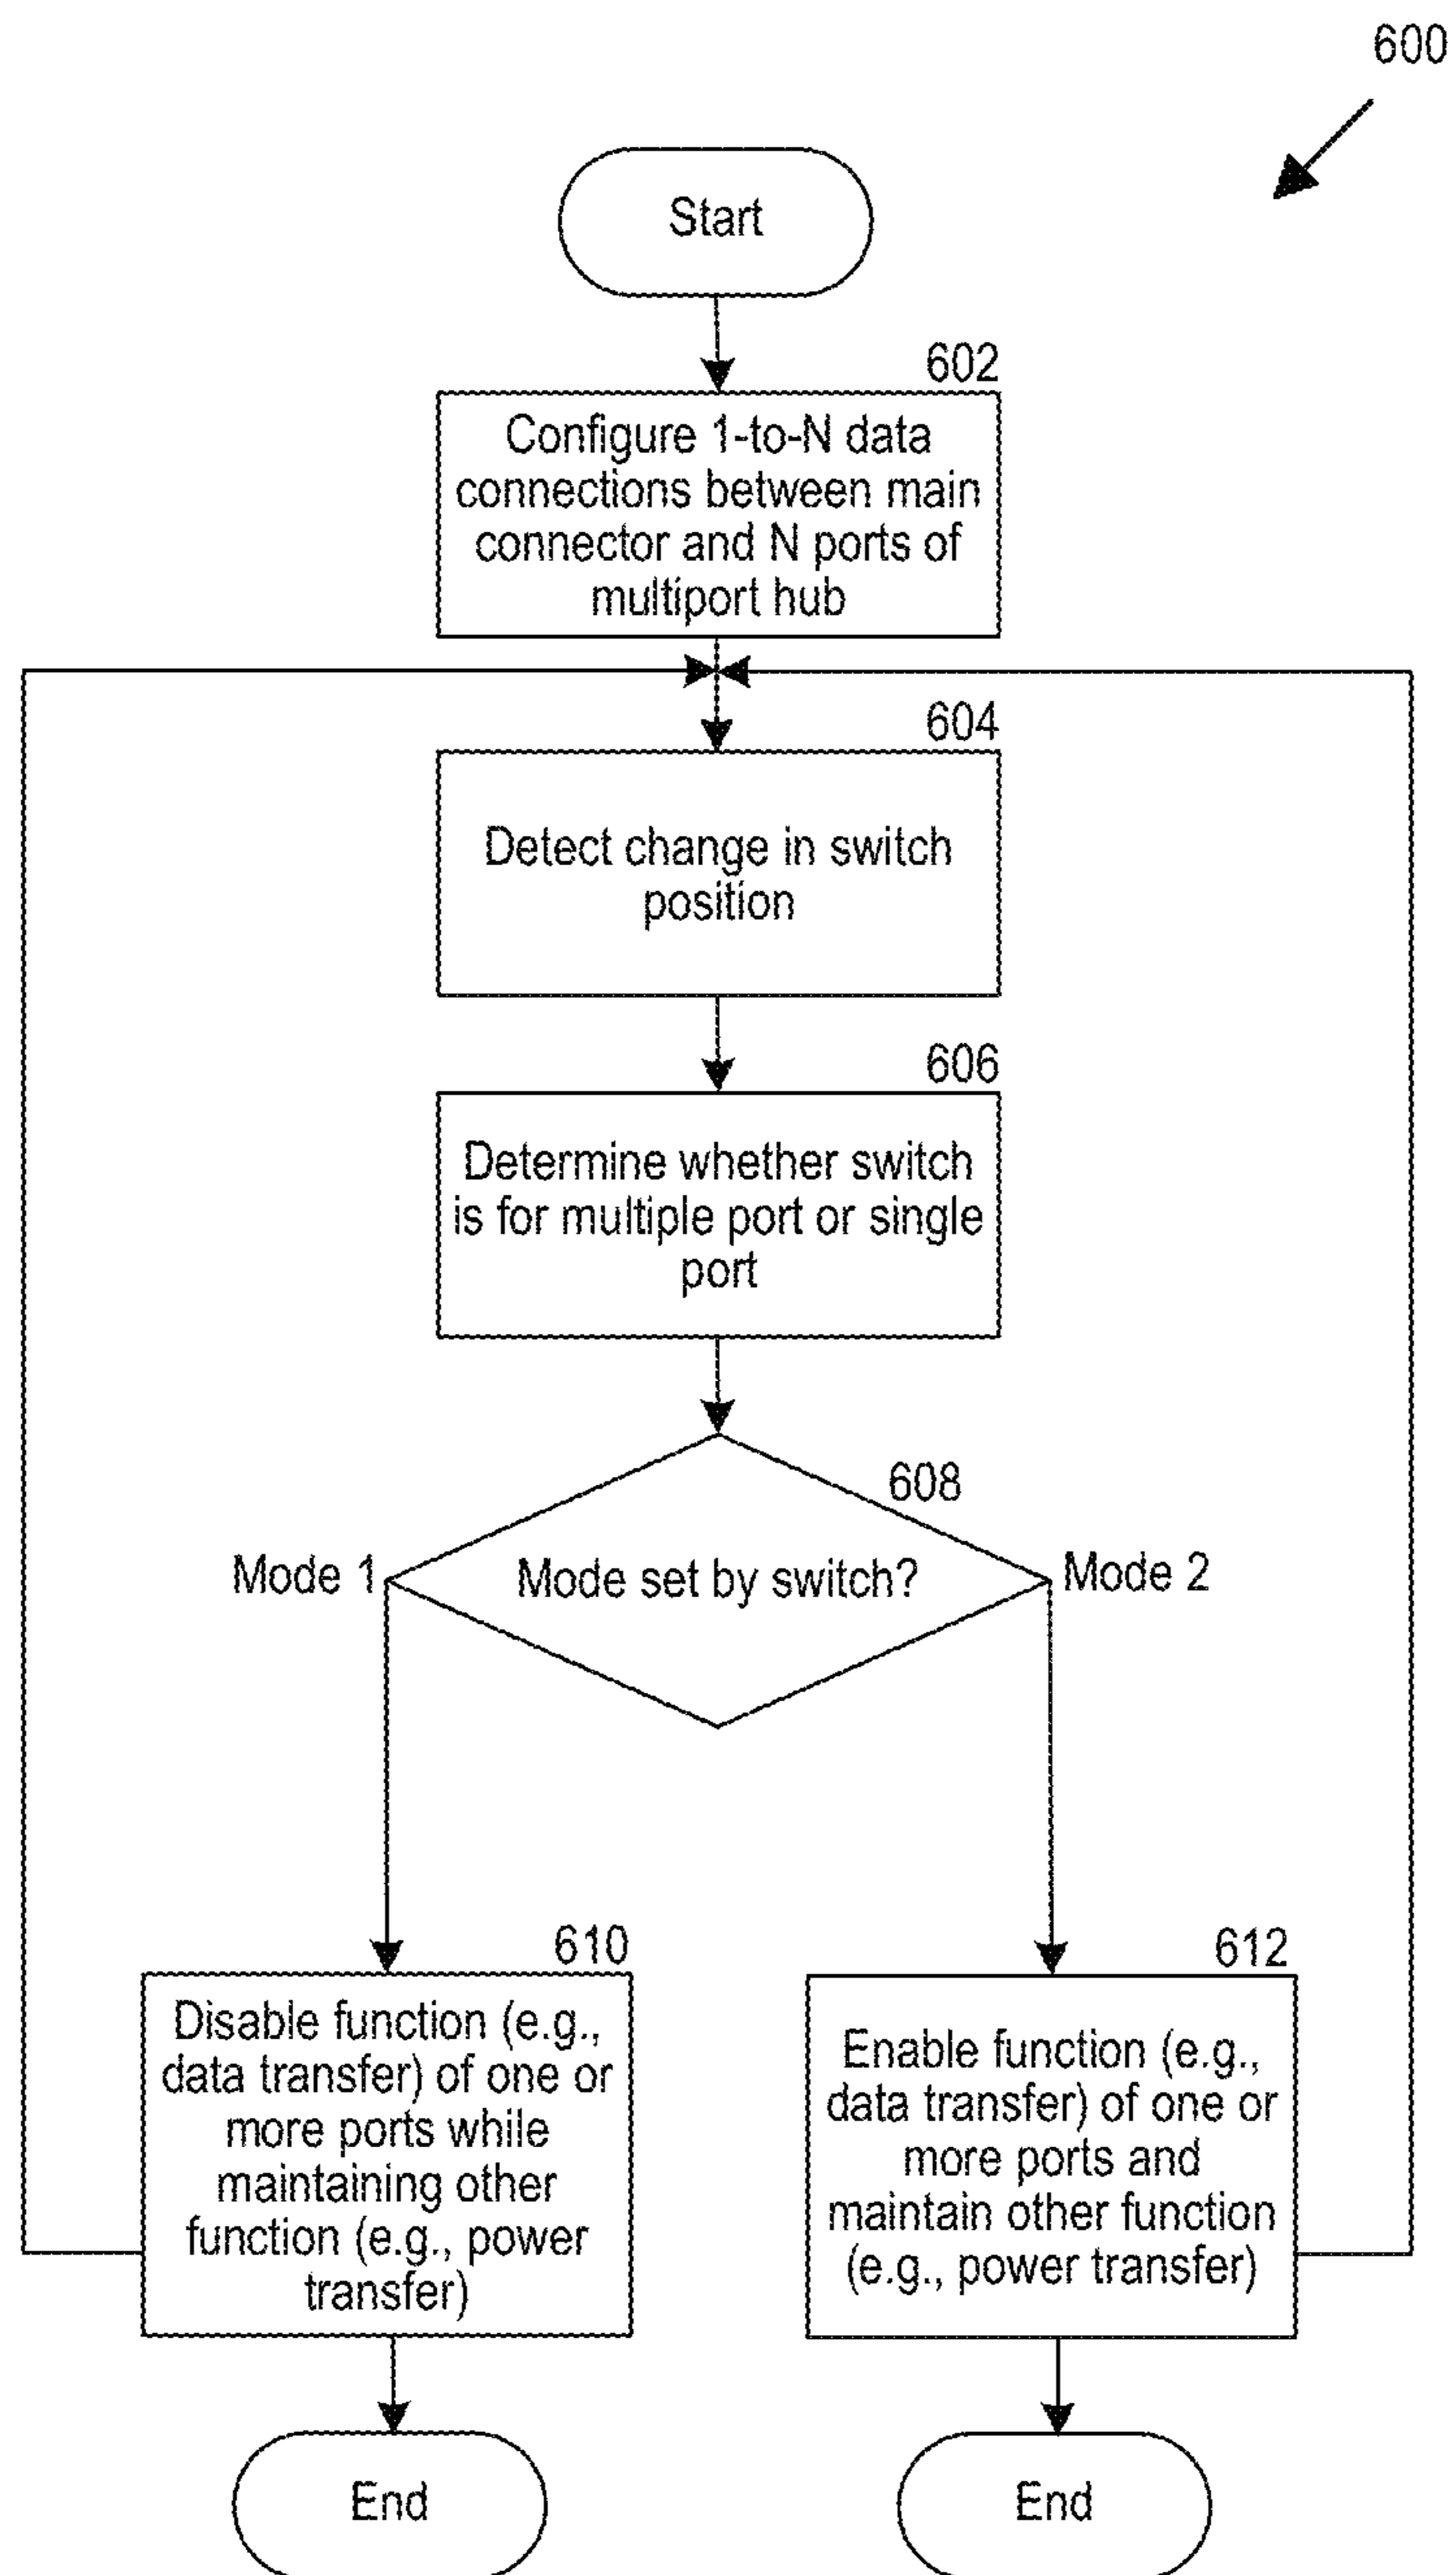 600
Start
602
Configure 1-to-N data
connections between main
connector and N ports of
multiport hub
604
Detect change in switch
position
606
Determine whether switch
is for multiple port or single
port
608
Mode 1
Mode set by switch?
Mode 2
610
Disable function (e.g.,
data transfer) of one or
more ports while
maintaining other
function (e.g., power
transfer)
612
Enable function (e.g.,
data transfer) of one or
more ports and
maintain other function
(e.g., power transfer)
End
End